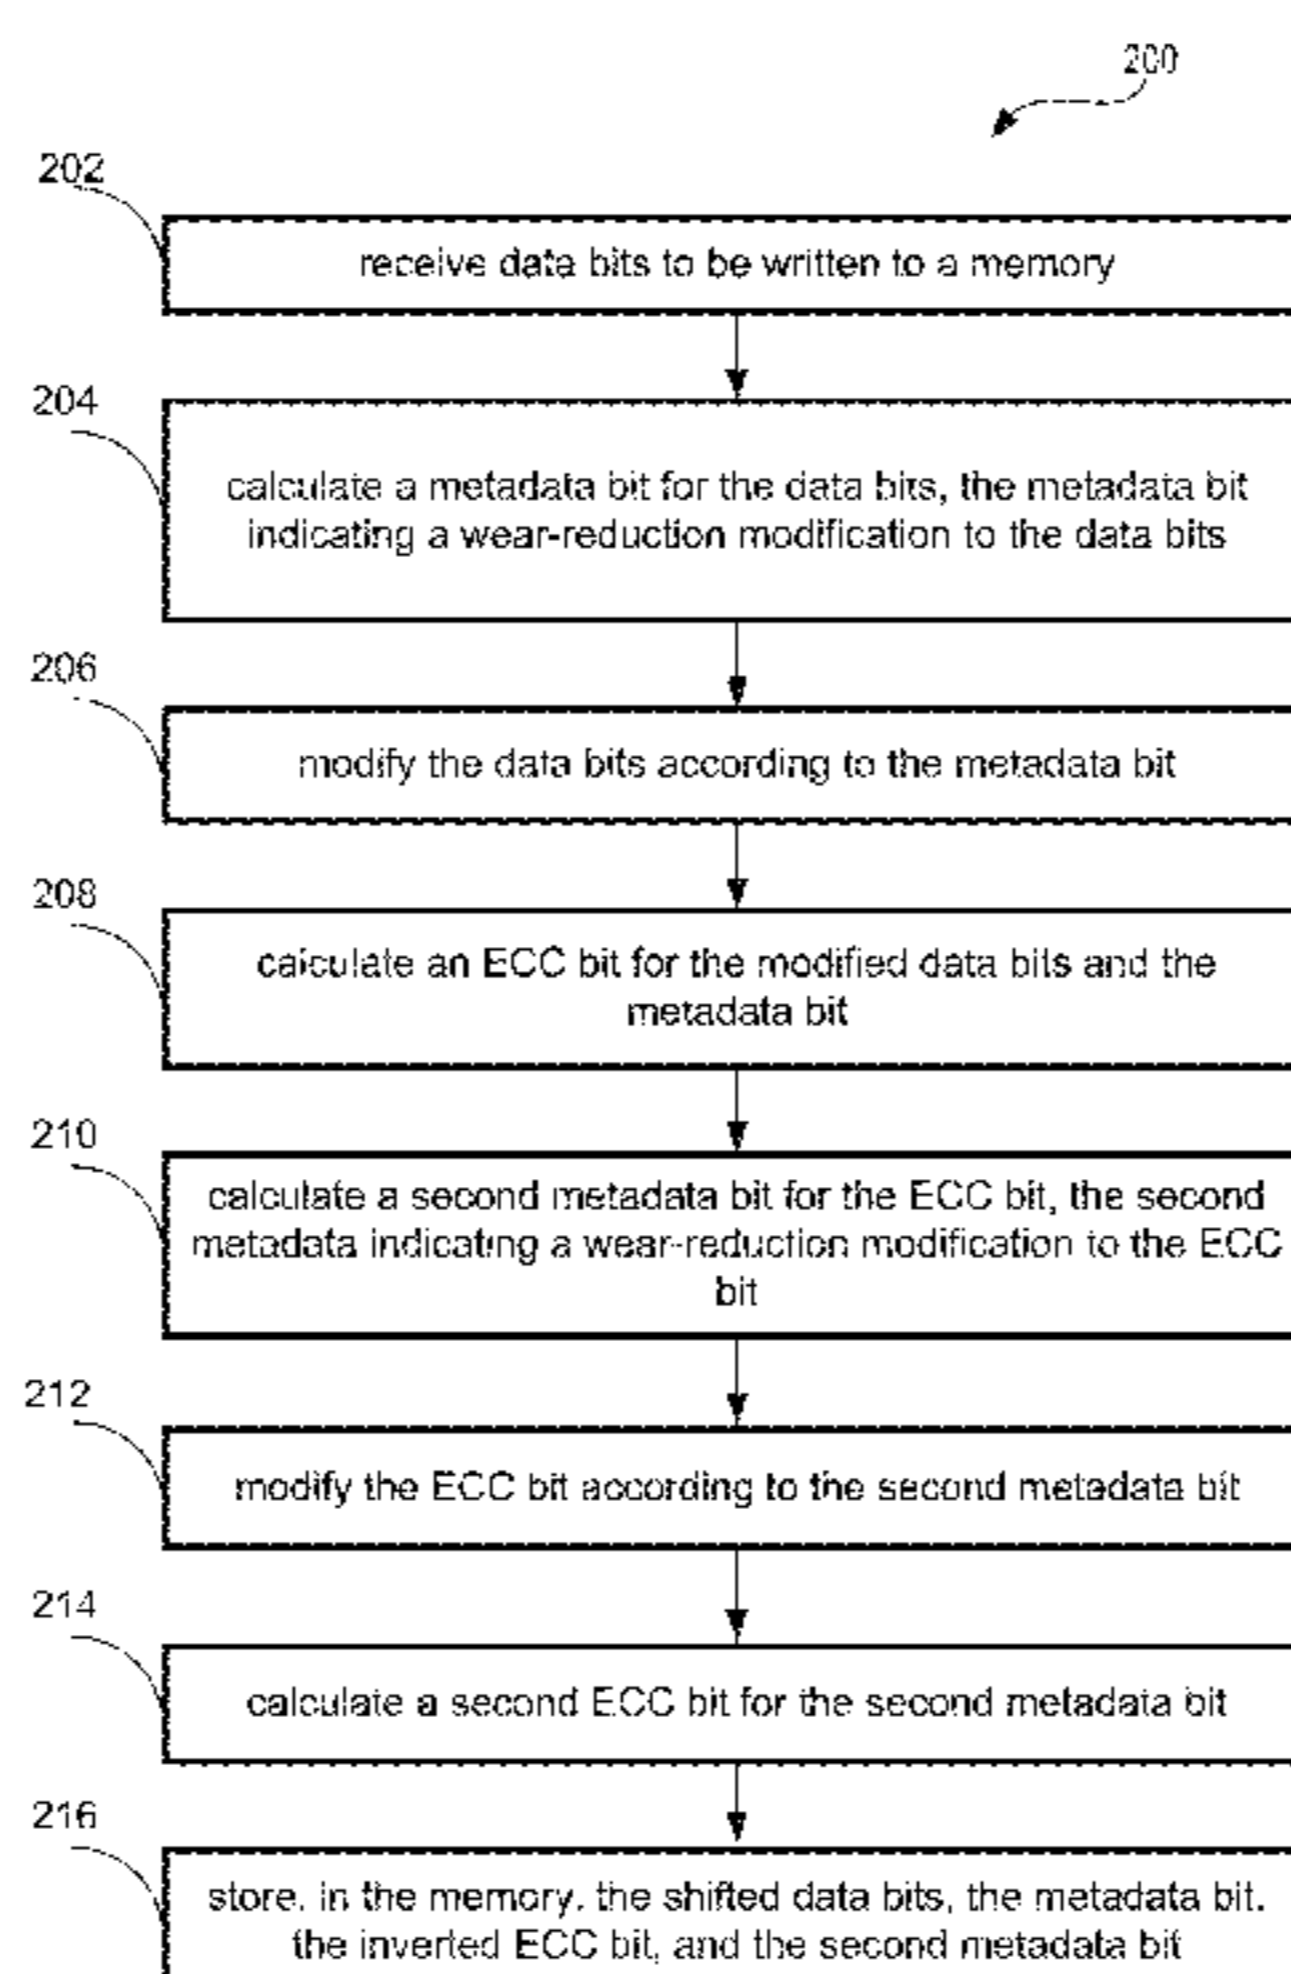 200
202
receive data bits to be written to a memory
204
calculate a metadata bit for the data bits, the metadata bit
indicating a wear-reduction modification to the data bits
206
modify the data bits according to the metadata bit
208
calculate an ECC bit for the modified data bits and the
metadata bit
210
calculate a second metadata bit for the ECC bit, the second
metadata indicating a wear-reduction modification to the ECC
bit
212
modify the ECC bit according to the second metadata bit
214
calculate a second ECC bit for the second metadata bit
216
store, in the memory, the shifted data bits, the metadata bit,
the inverted ECC bit, and the second metadata bit